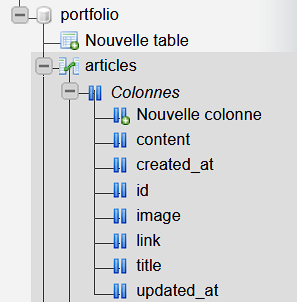 portfolio
Nouvelle table
articles
Colonnes
Nouvelle colonne
content
created_at
id
image
link
title
updated_at